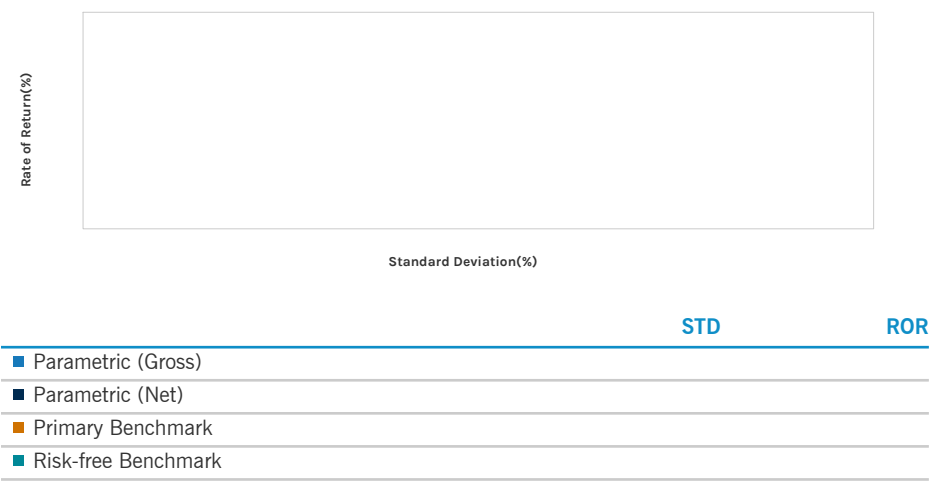 Rate of Return(%)
Standard Deviation(%)
STD ROR
Parametric (Gross)
Parametric (Net)
Primary Benchmark
Risk-free Benchmark